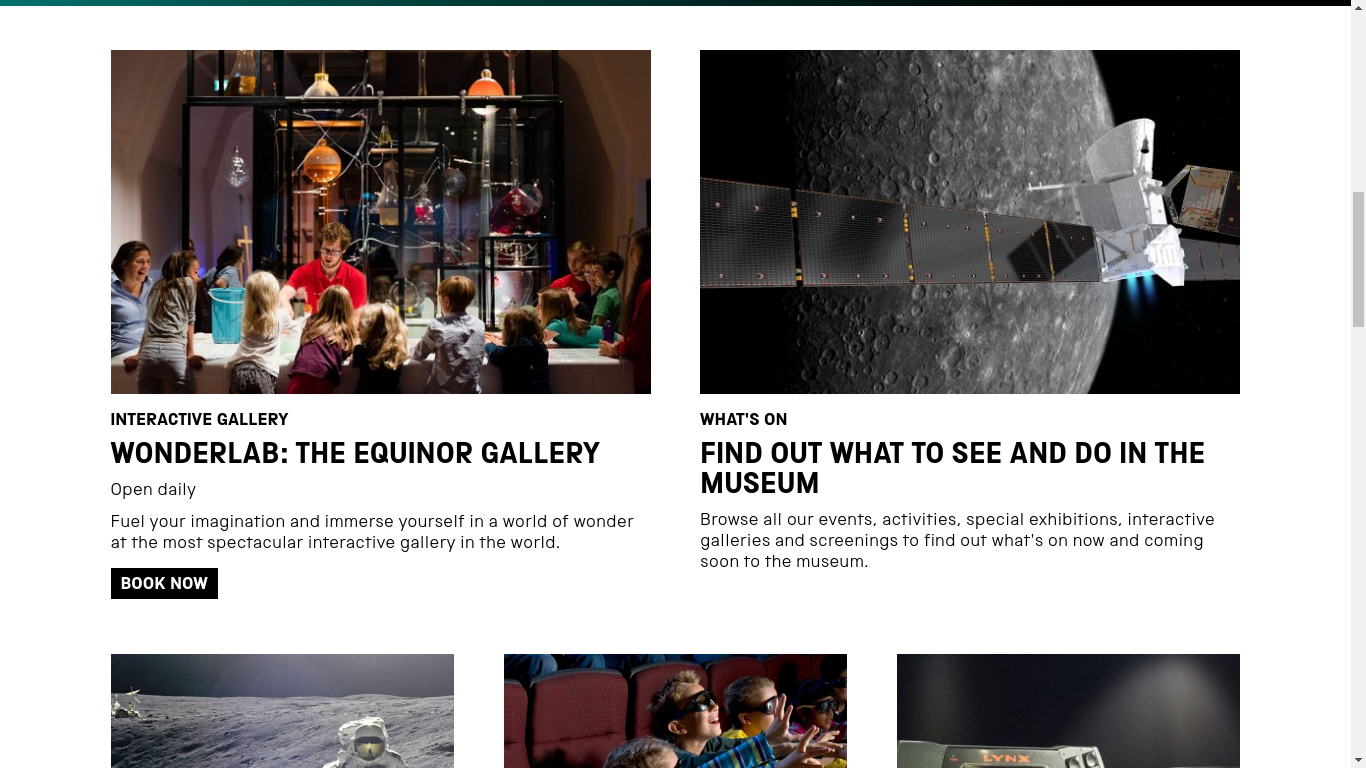 INTERACTIVE GALLERY
WONDERLAB: THE EQUINOR GALLERY
Open daily
Fuel your imagination and immerse yourself in a world of wonder
at the most spectacular interactive gallery in the world.
BOOK NOW
WHAT'S ON
FIND OUT WHAT TO SEE AND DO IN THE
MUSEUM
Browse all our events, activities, special exhibitions, interactive
galleries and screenings to find out what's on now and coming
soon to the museum.
LYNX